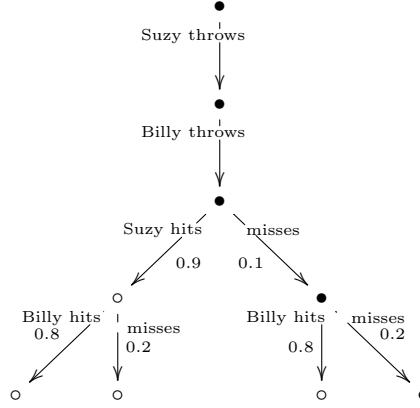 Suzy throws
Billy throws
Suzy hits
misses
0.9
0.1
Billy hits
misses
Billy hits
misses
0.8
0.2
0.8
0.2